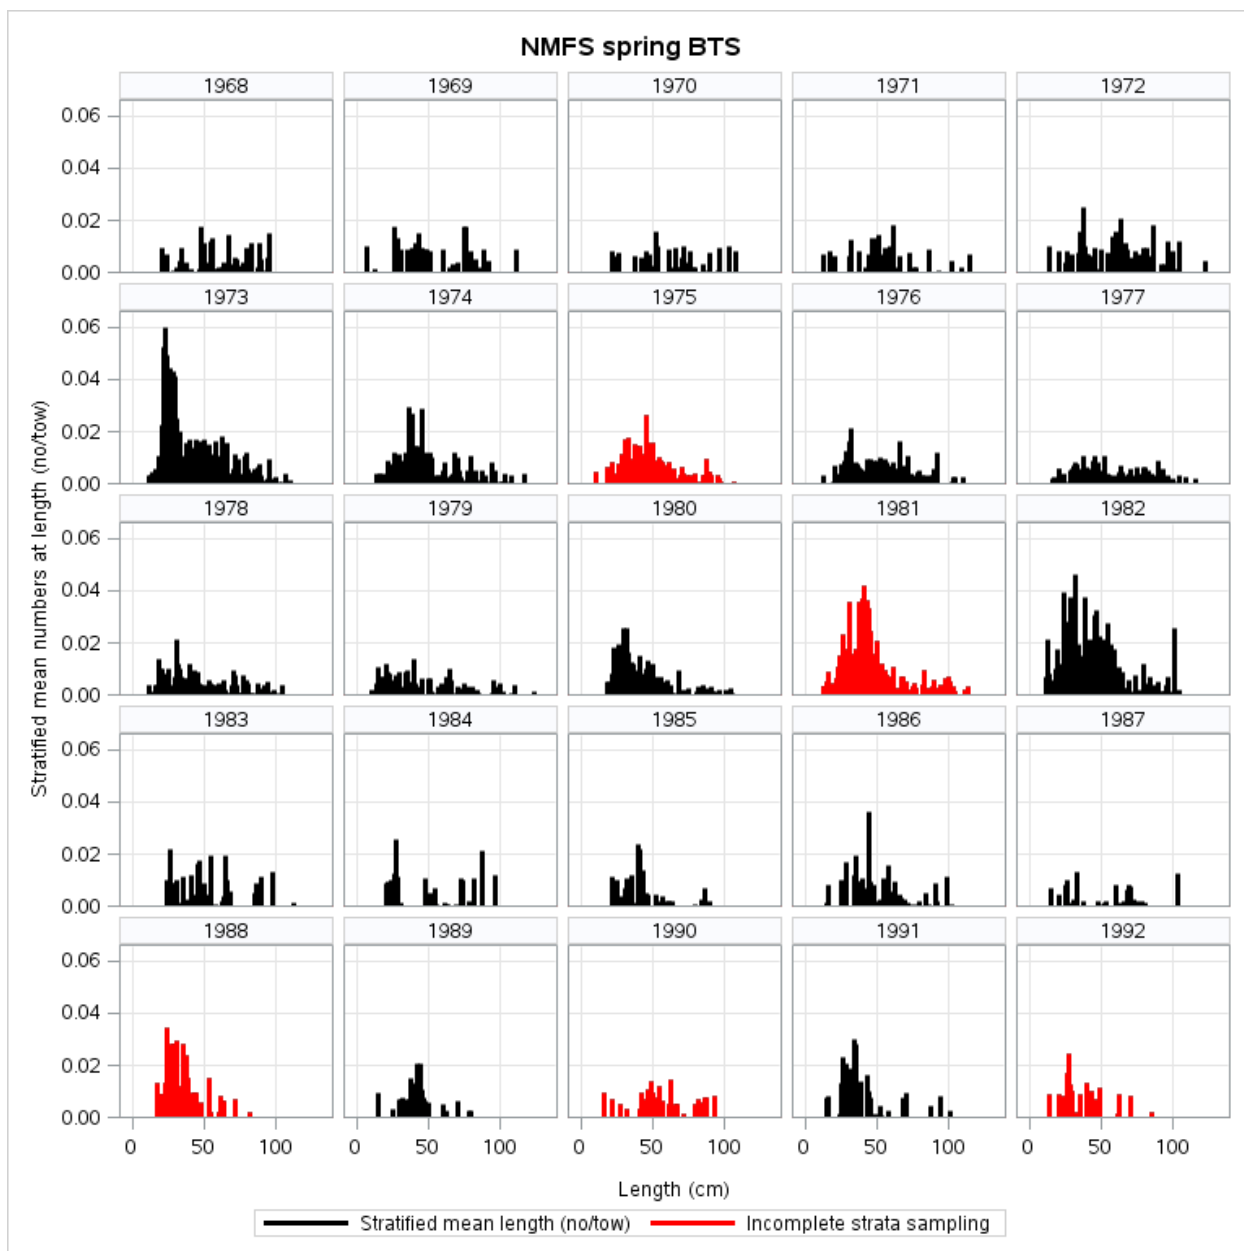 NMFS spring BTS
1968 1969 1970 1971 1972
0.06
0.04
0.02
0.00
1973 1974 1975 1976 1977
0.06
0.04
0.02
0.00
1978 1979 1980 1981 1982
0.06
0.04
0.02
0.00
1983 1984 1985 1986 1987
0.06
0.04
0.02
0.00
1988 1989 1990 1991 1992
0.06
0.04
0.02
0.00
Stratified mean numbers at length (no/tow)
0 50 100 0 50 100 0 50 100 0 50 100 0 50 100
Length (cm)
Stratified mean length (no/tow) Incomplete strata sampling